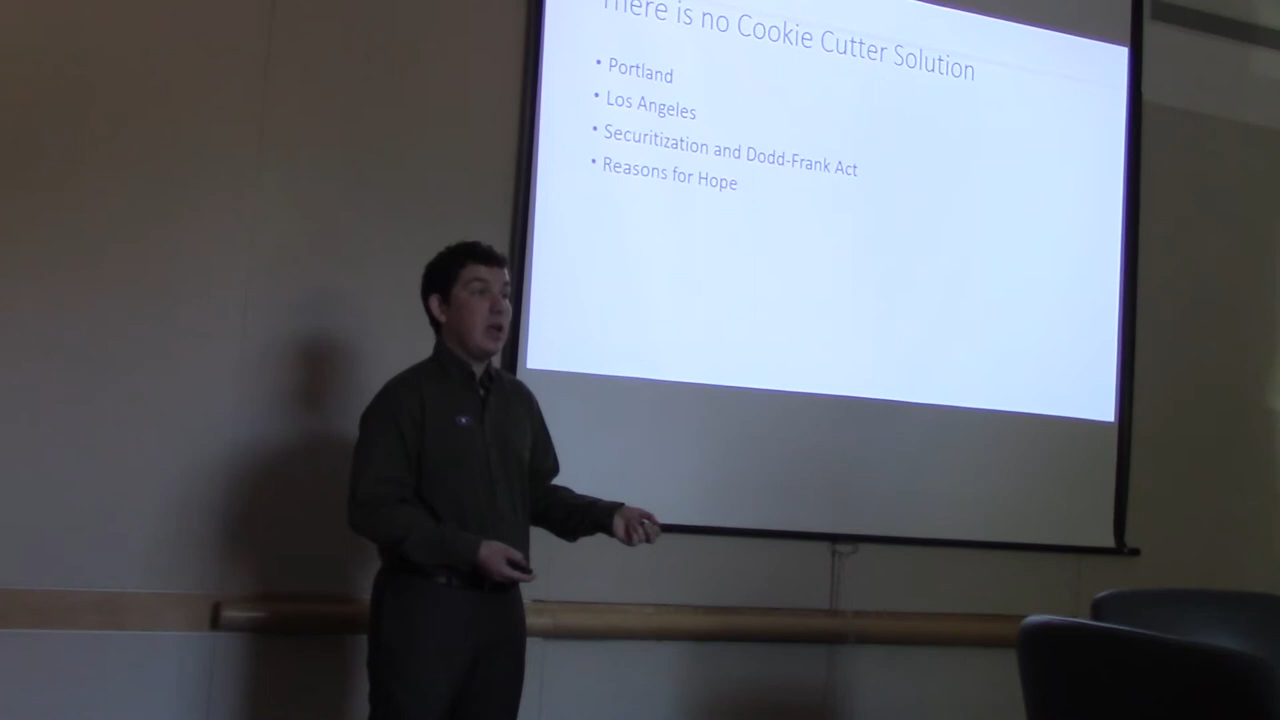 There is no Cookie Cutter Solution
• Portland
• Los Angeles
• Securitization and Dodd-Frank Act
• Reasons for Hope